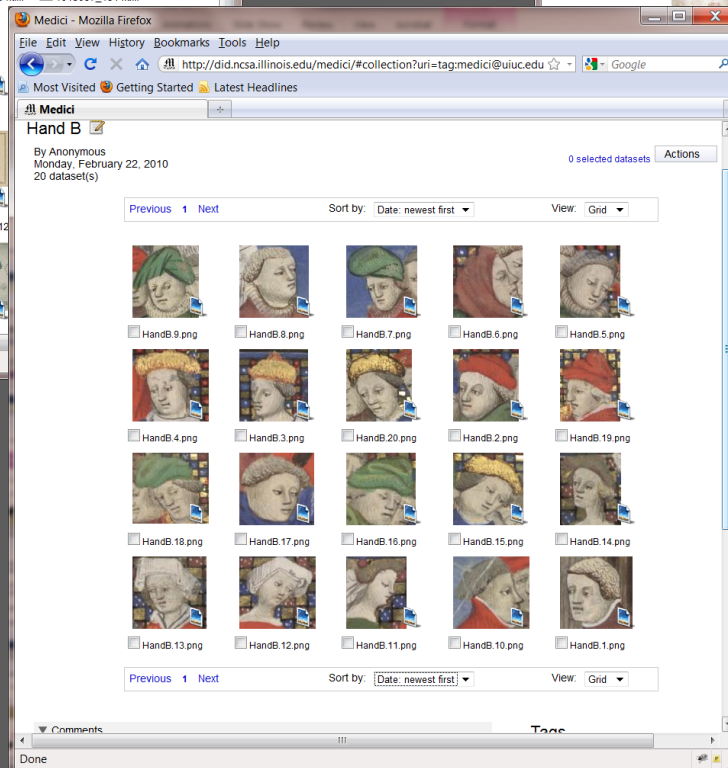 Medici - Mozilla Firefox
File Edit View History Bookmarks Tools Help
http://did.ncsa.illinois.edu/medici/#collection?uri=tag:medici@uiuc.edu Google
Most Visited Getting Started Latest Headlines
Medici
Hand B
By Anonymous
Monday, February 22, 2010
20 dataset(s)
0 selected datasets Actions
Previous 1 Next Sort by: Date: newest first View: Grid
HandB.9.png HandB.8.png HandB.7.png HandB.6.png HandB.5.png
HandB.4.png HandB.3.png HandB.20.png HandB.2.png HandB.19.png
HandB.18.png HandB.17.png HandB.16.png HandB.15.png HandB.14.png
HandB.13.png HandB.12.png HandB.11.png HandB.10.png HandB.1.png
Previous 1 Next Sort by: Date: newest first View: Grid
Comments Tags
Done